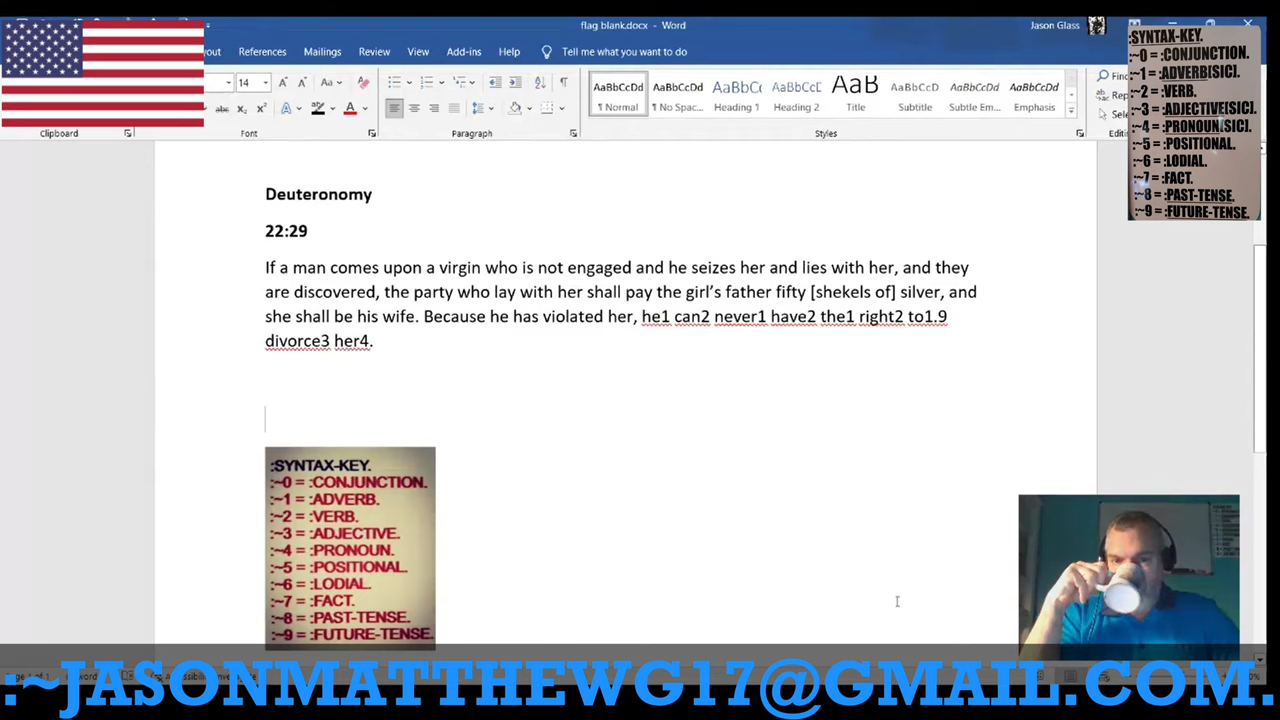 flag blank.docx - Word
Jason Glass
References
Mailings
Review
View
Add-ins
Help
Tell me what you want to do
14
Aa
AaBbCcDd
AaBbCcDd
AaBbCc
AaBbCcC
AaB
AaBbCcD
AaBbCcDd
AaBbCcDd
Normal
No Spac...
Heading 1
Heading 2
Title
Subtitle
Subtle Em...
Emphasis
Clipboard
Font
Paragraph
Styles
:SYNTAX-KEY.
:~0 = :CONJUNCTION.
:~1 = :ADVERB[SIC].
:~2 = :VERB.
:~3 = :ADJECTIVE[SIC].
:~4 = :PRONOUN[SIC].
:~5 = :POSITIONAL.
:~6 = :LODIAL.
:~7 = :FACT.
:~8 = :PAST-TENSE.
:~9 = :FUTURE-TENSE.
Deuteronomy
22:29
If a man comes upon a virgin who is not engaged and he seizes her and lies with her, and they
are discovered, the party who lay with her shall pay the girl’s father fifty [shekels of] silver, and
she shall be his wife. Because he has violated her, he1 can2 never1 have2 the1 right2 to1.9
divorce3 her4.
:SYNTAX-KEY.
:~0 = :CONJUNCTION.
:~1 = :ADVERB.
:~2 = :VERB.
:~3 = :ADJECTIVE.
:~4 = :PRONOUN.
:~5 = :POSITIONAL.
:~6 = :LODIAL.
:~7 = :FACT.
:~8 = :PAST-TENSE.
:~9 = :FUTURE-TENSE.
:~JASONMATTHEWG17@GMAIL.COM.